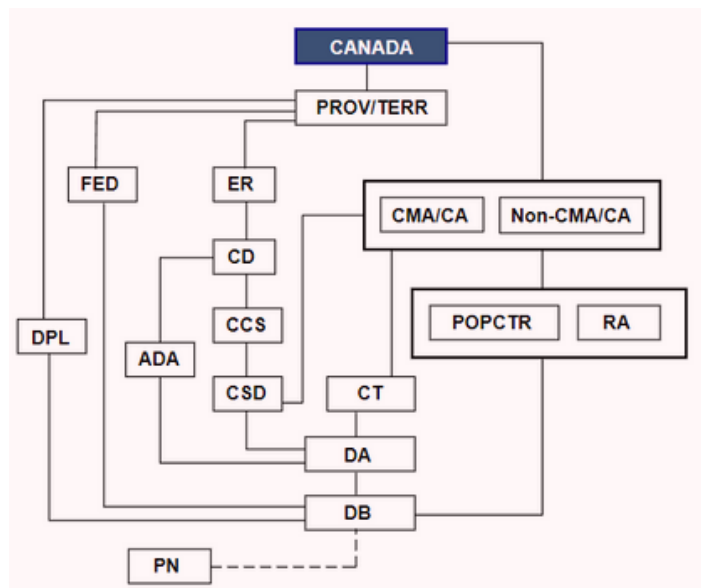 CANADA
PROV/TERR
FED
ER
CMA/CA
Non-CMA/CA
CD
POPCTR
RA
CCS
DPL
ADA
CSD
CT
DA
DB
PN